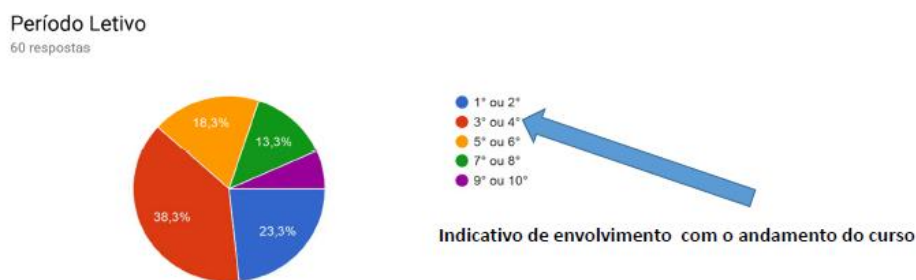 Período Letivo
60 respostas
18,3%
13,3%
38,3%
23,3%
1° ou 2°
3° ou 4°
5° ou 6°
7° ou 8°
9° ou 10°
Indicativo de envolvimento com o andamento do curso